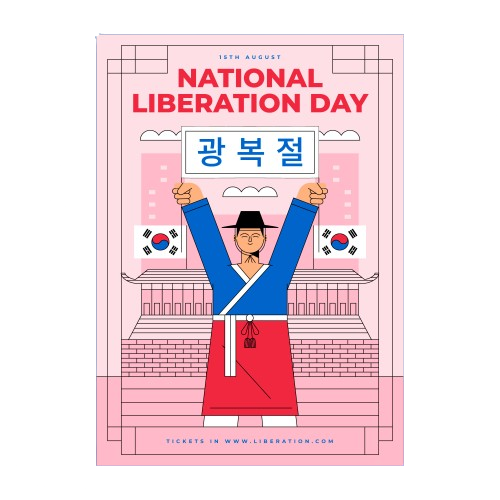 15TH AUGUST
NATIONAL
LIBERATION DAY
광복절
TICKETS IN WWW.LIBERATION.COM